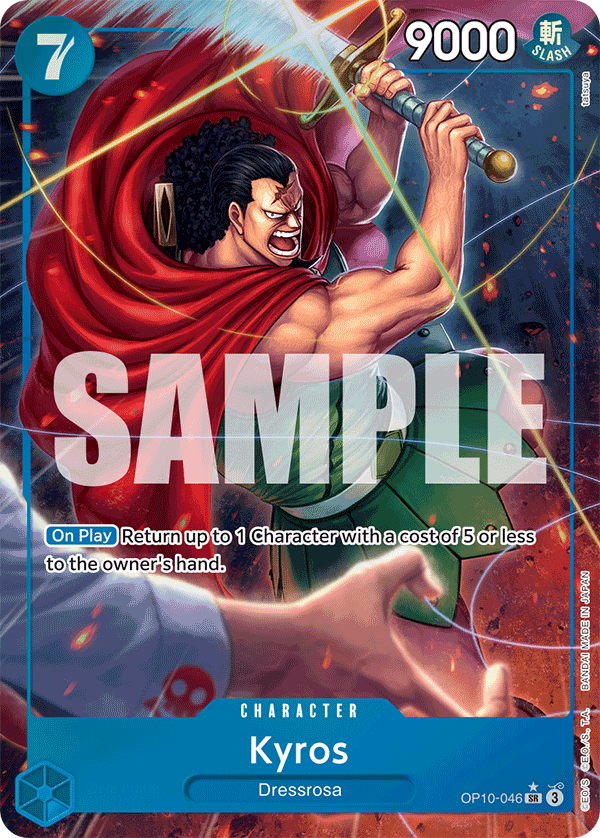 7
9000
斬
SLASH
tatsuya
SAMPLE
On Play Return up to 1 Character with a cost of 5 or less
to the owner's hand.
BANDAI MADE IN JAPAN
©E.O./S. ©E.O./S., T.A.
CHARACTER
Kyros
Dressrosa
OP10-046 SR 3